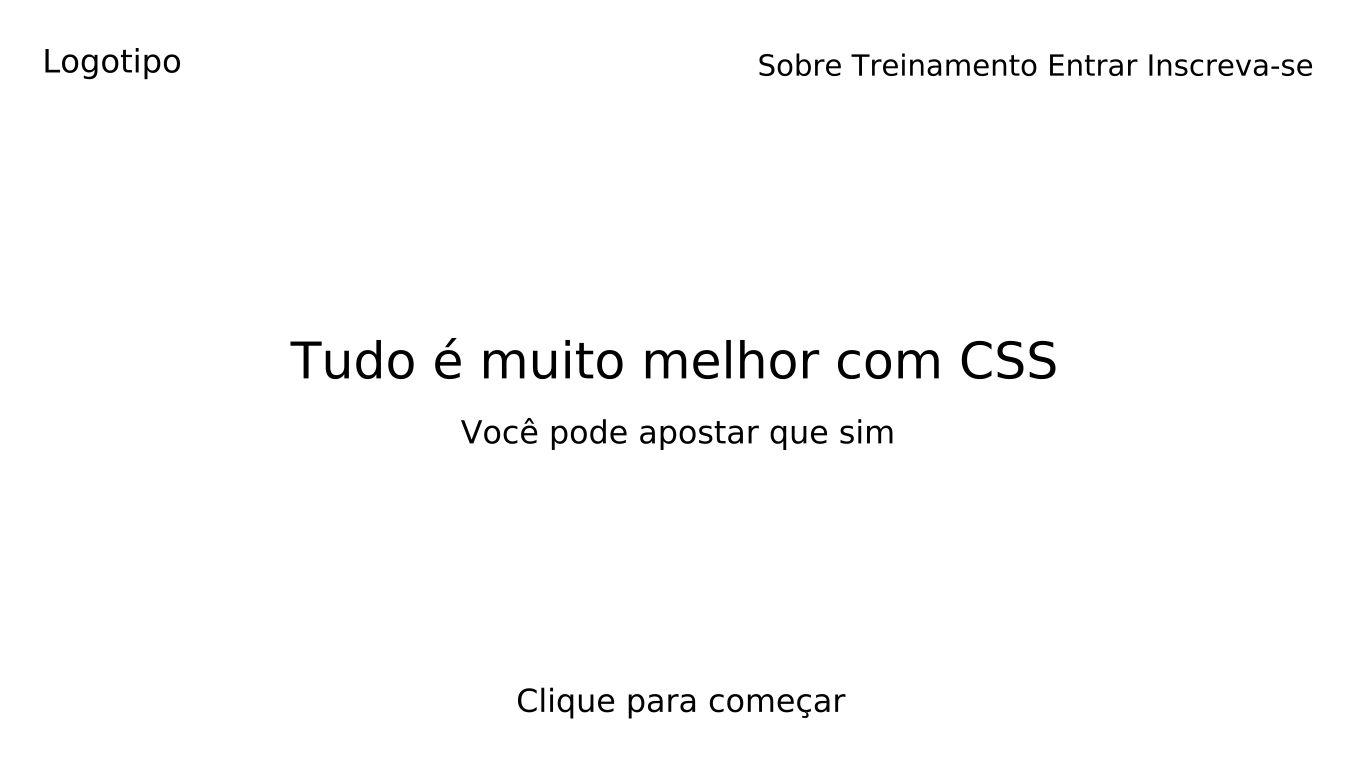 Logotipo
Sobre Treinamento Entrar Inscreva-se
Tudo é muito melhor com CSS
Você pode apostar que sim
Clique para começar